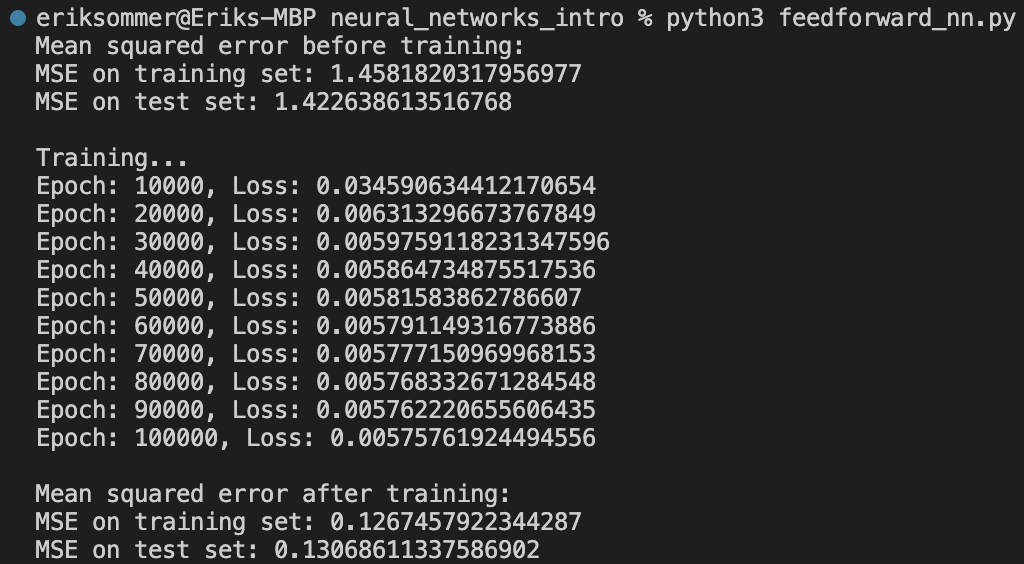 eriksommer@Eriks-MBP neural_networks_intro % python3 feedforward_nn.py
Mean squared error before training:
MSE on training set: 1.4581820317956977
MSE on test set: 1.422638613516768
Training...
Epoch: 10000, Loss: 0.034590634412170654
Epoch: 20000, Loss: 0.006313296673767849
Epoch: 30000, Loss: 0.0059759118231347596
Epoch: 40000, Loss: 0.005864734875517536
Epoch: 50000, Loss: 0.00581583862786607
Epoch: 60000, Loss: 0.005791149316773886
Epoch: 70000, Loss: 0.005777150969968153
Epoch: 80000, Loss: 0.005768332671284548
Epoch: 90000, Loss: 0.005762220655606435
Epoch: 100000, Loss: 0.00575761924494556
Mean squared error after training:
MSE on training set: 0.1267457922344287
MSE on test set: 0.13068611337586902